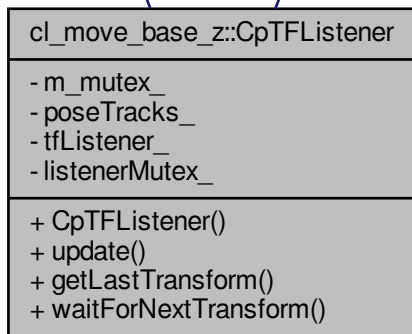 cl_move_base_z::CpTFListener
- m_mutex_
- poseTracks_
- tfListener_
- listenerMutex_
+ CpTFListener()
+ update()
+ getLastTransform()
+ waitForNextTransform()